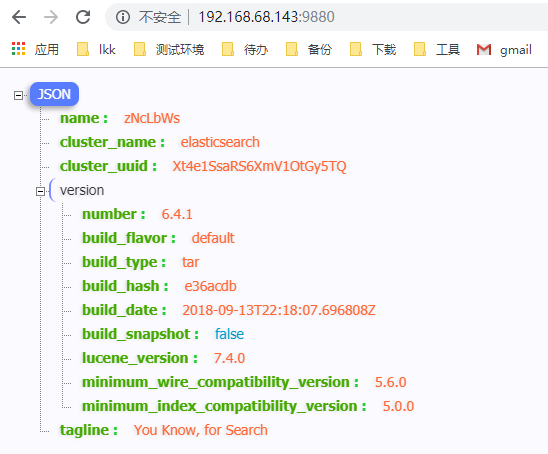 不安全 | 192.168.68.143:9880
应用 lkk 测试环境 待办 备份 下载 工具 gmail
JSON
name : zNcLbWs
cluster_name : elasticsearch
cluster_uuid : Xt4e1SsaRS6XmV1OtGy5TQ
version
number : 6.4.1
build_flavor : default
build_type : tar
build_hash : e36acdb
build_date : 2018-09-13T22:18:07.696808Z
build_snapshot : false
lucene_version : 7.4.0
minimum_wire_compatibility_version : 5.6.0
minimum_index_compatibility_version : 5.0.0
tagline : You Know, for Search